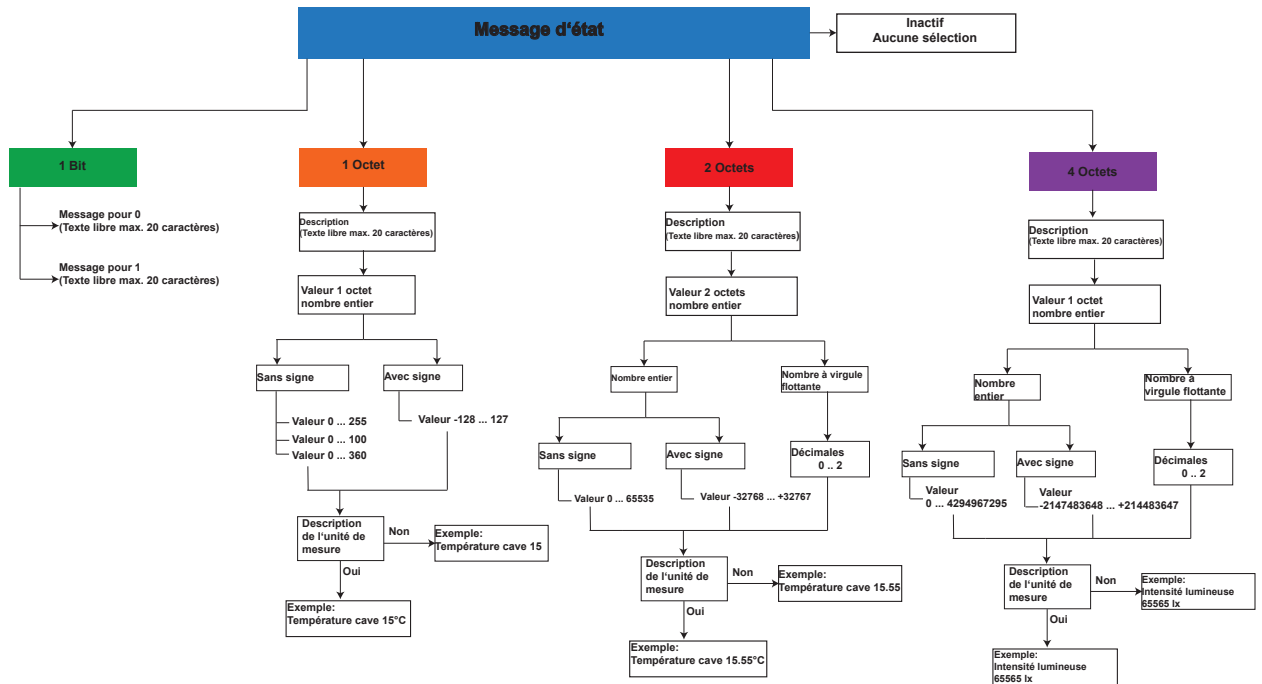 Message d‘état
Inactif
Aucune sélection
1 Bit
Message pour 0
(Texte libre max. 20 caractères)
Message pour 1
(Texte libre max. 20 caractères)
1 Octet
Description
(Texte libre max. 20 caractères)
Valeur 1 octet
nombre entier
Sans signe
Avec signe
Valeur 0 ... 255
Valeur 0 ... 100
Valeur 0 ... 360
Valeur -128 ... 127
Description
de l‘unité de
mesure
Non
Exemple:
Température cave 15
Oui
Exemple:
Température cave 15°C
2 Octets
Description
(Texte libre max. 20 caractères)
Valeur 2 octets
nombre entier
Nombre entier
Nombre à virgule
flottante
Sans signe
Avec signe
Décimales
0 .. 2
Valeur 0 ... 65535
Valeur -32768 ... +32767
Description
de l‘unité de
mesure
Non
Exemple:
Température cave 15.55
Oui
Exemple:
Température cave 15.55°C
4 Octets
Description
(Texte libre max. 20 caractères)
Valeur 1 octet
nombre entier
Nombre
entier
Nombre à
virgule flottante
Sans signe
Avec signe
Décimales
0 .. 2
Valeur
0 ... 4294967295
Valeur
-2147483648 ... +214483647
Description
de l‘unité de
mesure
Non
Exemple:
Intensité lumineuse
65565 lx
Oui
Exemple:
Intensité lumineuse
65565 lx